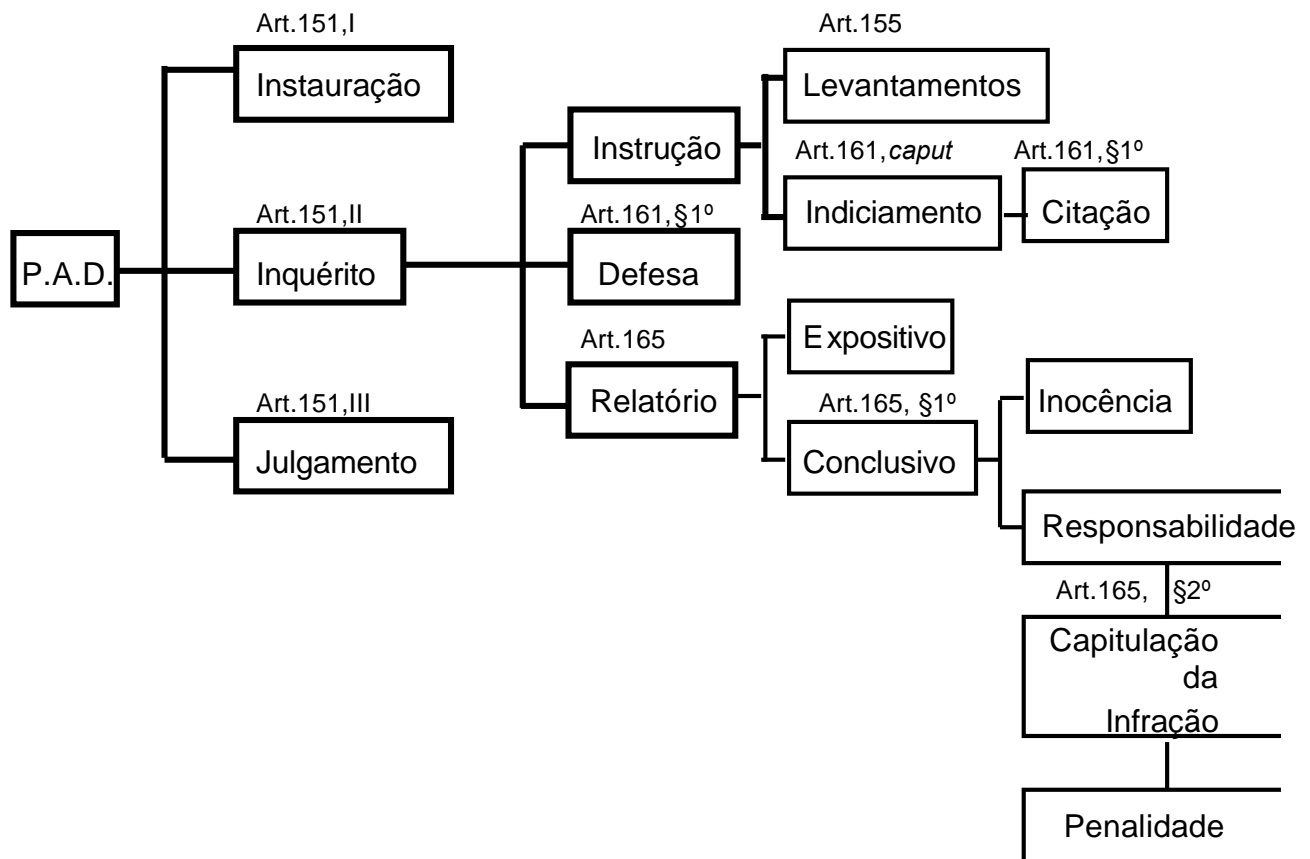 Art.151,I
Art.155
Instauração
Levantamentos
Instrução
Art.161,caput
Art.161,§1º
Art.151,II
Art.161,§1º
Indiciamento
Citação
P.A.D.
Inquérito
Defesa
Art.165
Expositivo
Art.151,III
Relatório
Art.165, §1º
Inocência
Julgamento
Conclusivo
Responsabilidade
Art.165, §2º
Capitulação
da
Infração
Penalidade